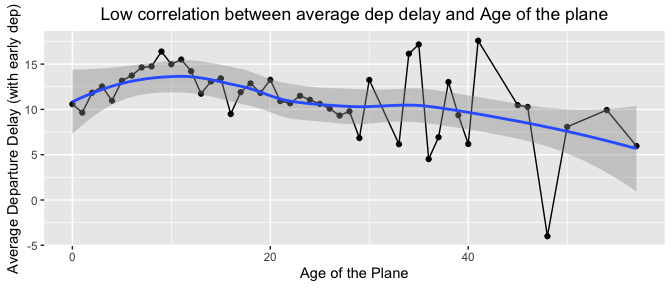 Low correlation between average dep delay and Age of the plane
Average Departure Delay (with early dep)
15
10
5
0
-5
0
20
40
Age of the Plane